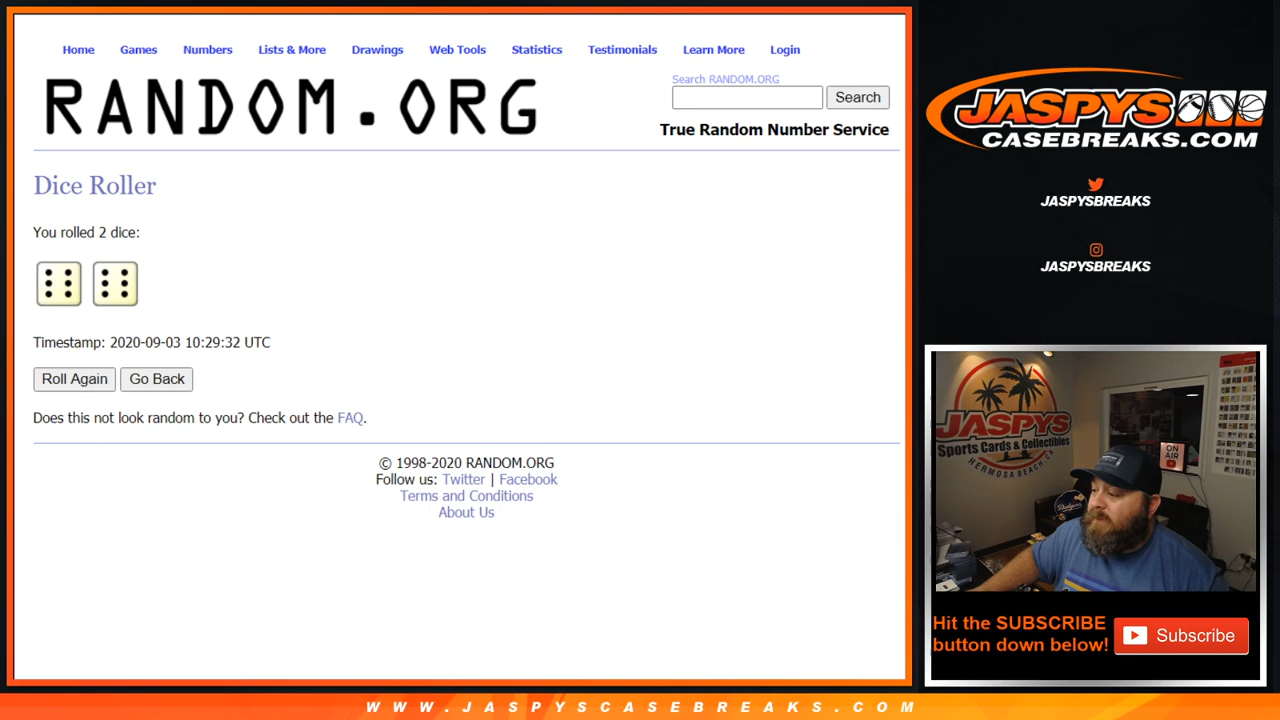 Home Games Numbers Lists & More Drawings Web Tools Statistics Testimonials Learn More Login
RANDOM.ORG
Search RANDOM.ORG
Search
True Random Number Service
Dice Roller
You rolled 2 dice:
Timestamp: 2020-09-03 10:29:32 UTC
Roll Again Go Back
Does this not look random to you? Check out the FAQ.
© 1998-2020 RANDOM.ORG
Follow us: Twitter | Facebook
Terms and Conditions
About Us
JASPYS
CASEBREAKS.COM
JASPYSBREAKS
JASPYSBREAKS
JASPYS
Sports Cards & Collectibles
HERMOSA BEACH, CA
ON
AIR
Dodgers
Hit the SUBSCRIBE
button down below!
Subscribe
WWW.JASPYSCASEBREAKS.COM